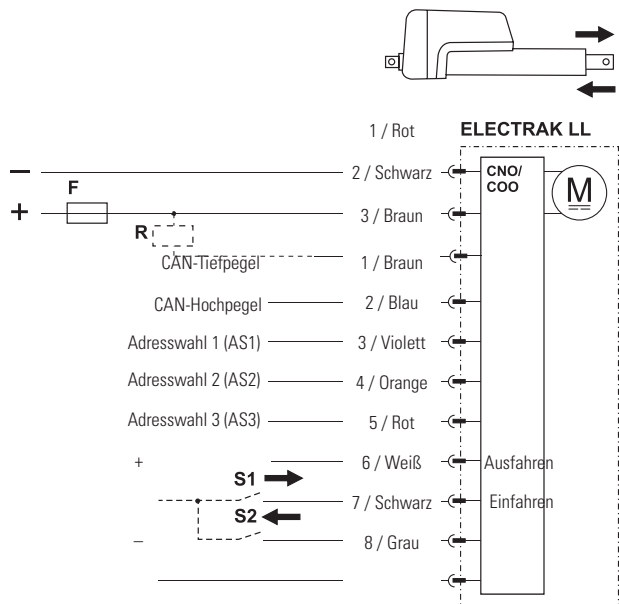 1 / Rot
ELECTRAK LL
–
2 / Schwarz
CNO/
COO
M
F
+
3 / Braun
R
CAN-Tiefpegel
1 / Braun
CAN-Hochpegel
2 / Blau
Adresswahl 1 (AS1)
3 / Violett
Adresswahl 2 (AS2)
4 / Orange
Adresswahl 3 (AS3)
5 / Rot
+
6 / Weiß
Ausfahren
S1
7 / Schwarz
Einfahren
S2
–
8 / Grau